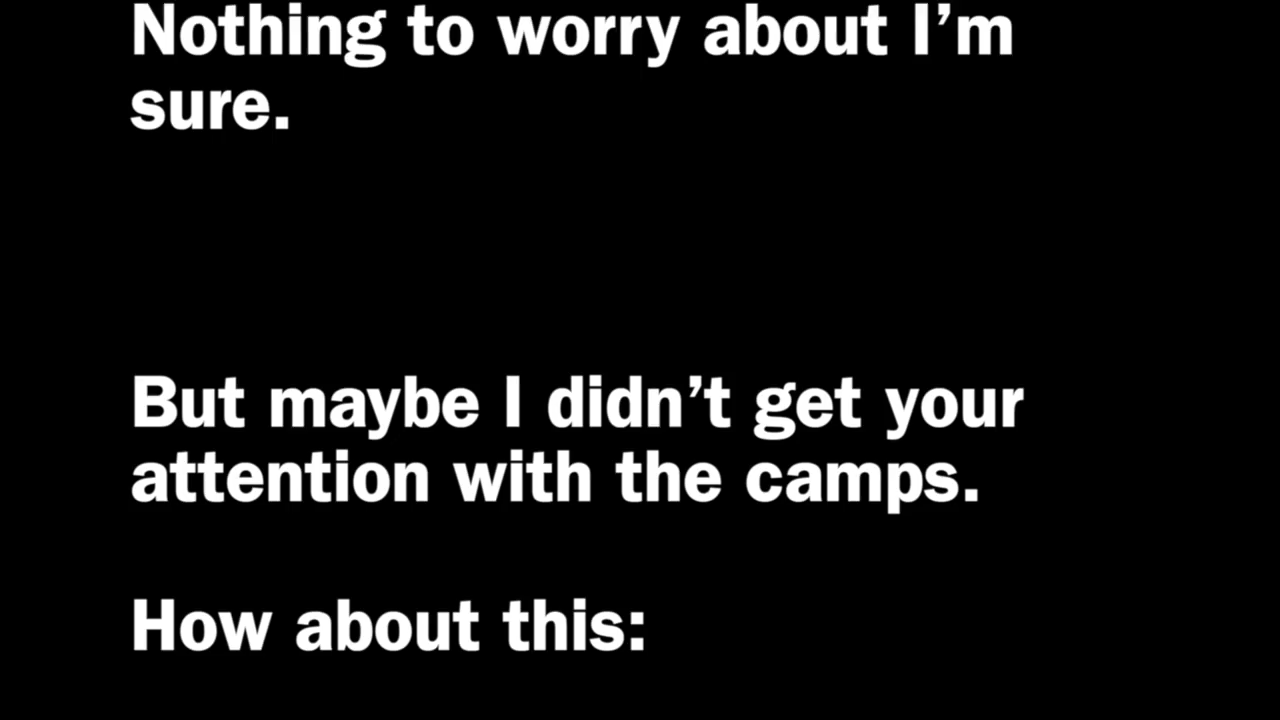 Nothing to worry about I’m
sure.
But maybe I didn’t get your
attention with the camps.
How about this: